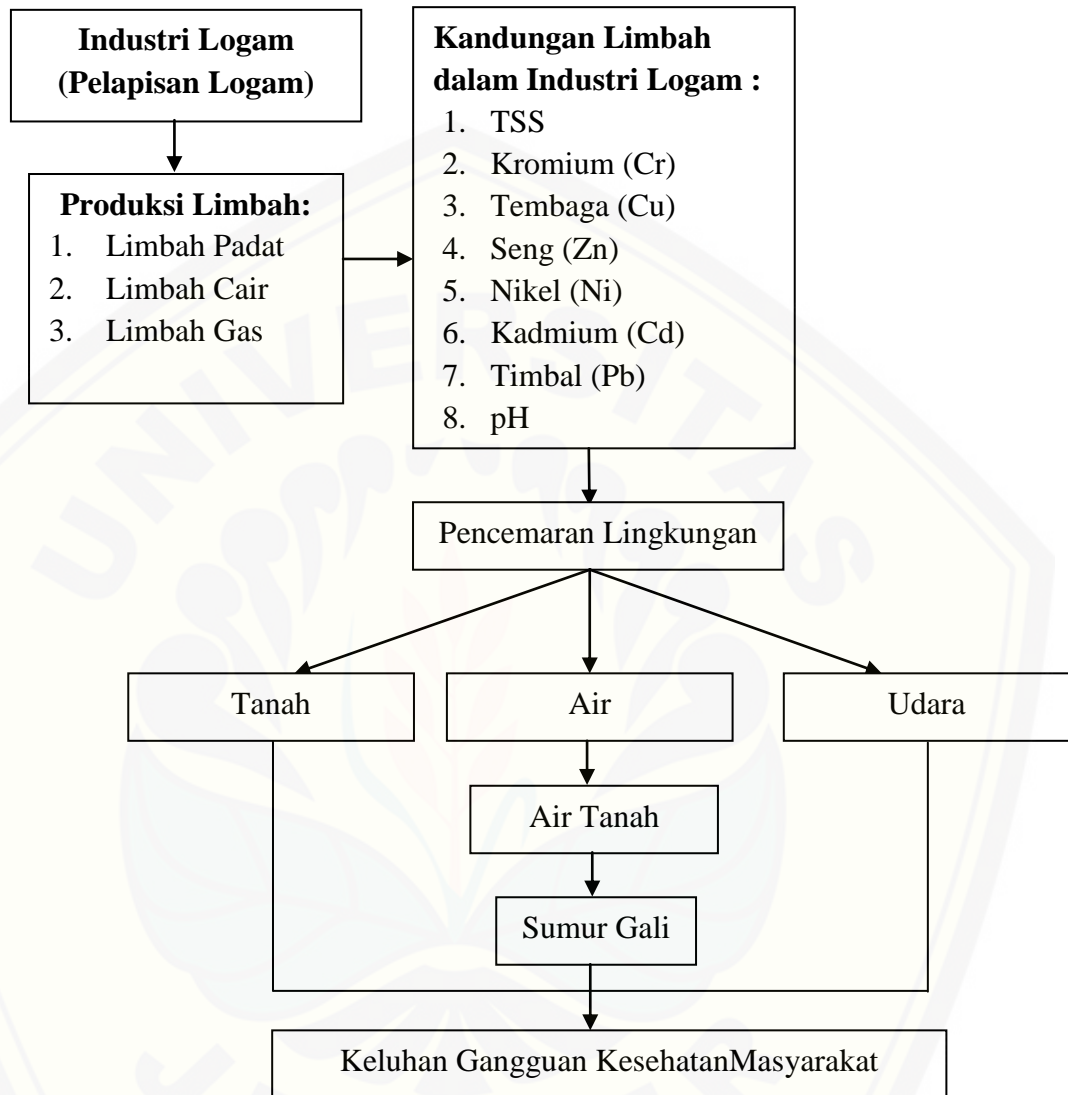 Industri Logam
(Pelapisan Logam)
Produksi Limbah:
1. Limbah Padat
2. Limbah Cair
3. Limbah Gas
Kandungan Limbah
dalam Industri Logam :
1. TSS
2. Kromium (Cr)
3. Tembaga (Cu)
4. Seng (Zn)
5. Nikel (Ni)
6. Kadmium (Cd)
7. Timbal (Pb)
8. pH
Pencemaran Lingkungan
Tanah
Air
Udara
Air Tanah
Sumur Gali
Keluhan Gangguan KesehatanMasyarakat
UNIVERSITAS